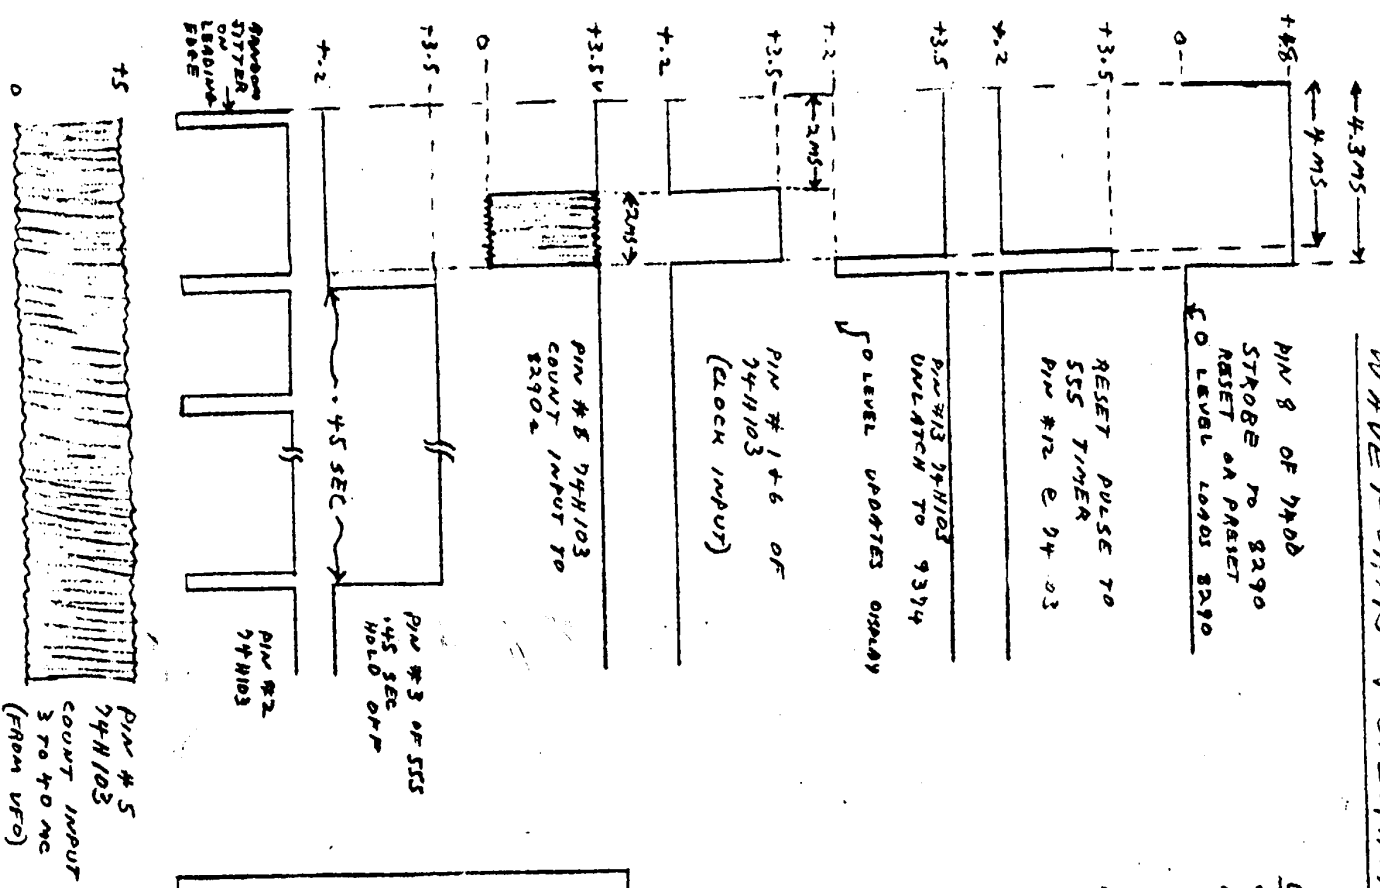 ←4.3MS→
←4 MS→
+.8
0
PIN 8 OF 7400
STROBE TO 8290
RESET OR PRESET
0 LEVEL LOADS 8290
+3.5
+.2
RESET PULSE TO
555 TIMER
PIN #12 @ 7403
+3.5
+.2
PIN #13 74H103
UNLATCH TO 9374
0 LEVEL UPDATES DISPLAY
←2MS→
+3.5
+.2
PIN #1+6 OF
74H103
(CLOCK INPUT)
+3.5V
0
←2MS→
PIN #8 74H103
COUNT INPUT TO
8290
+3.5
+.2
.45 SEC
PIN #3 OF 555
.45 SEC
HOLD OFF
RANDOM
JITTER
ON
LEADING
EDGE
PIN #2
74H103
+5
0
PIN #5
74H103
COUNT INPUT
3 TO 40 MC
(FROM VFO)